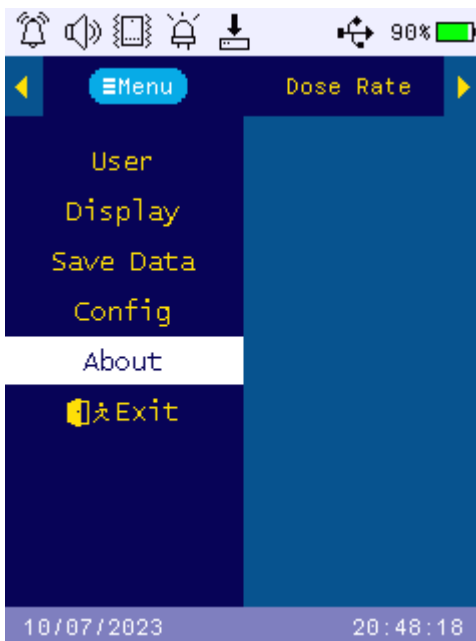 90%
Menu Dose Rate
User
Display
Save Data
Config
About
Exit
10/07/2023 20:48:18